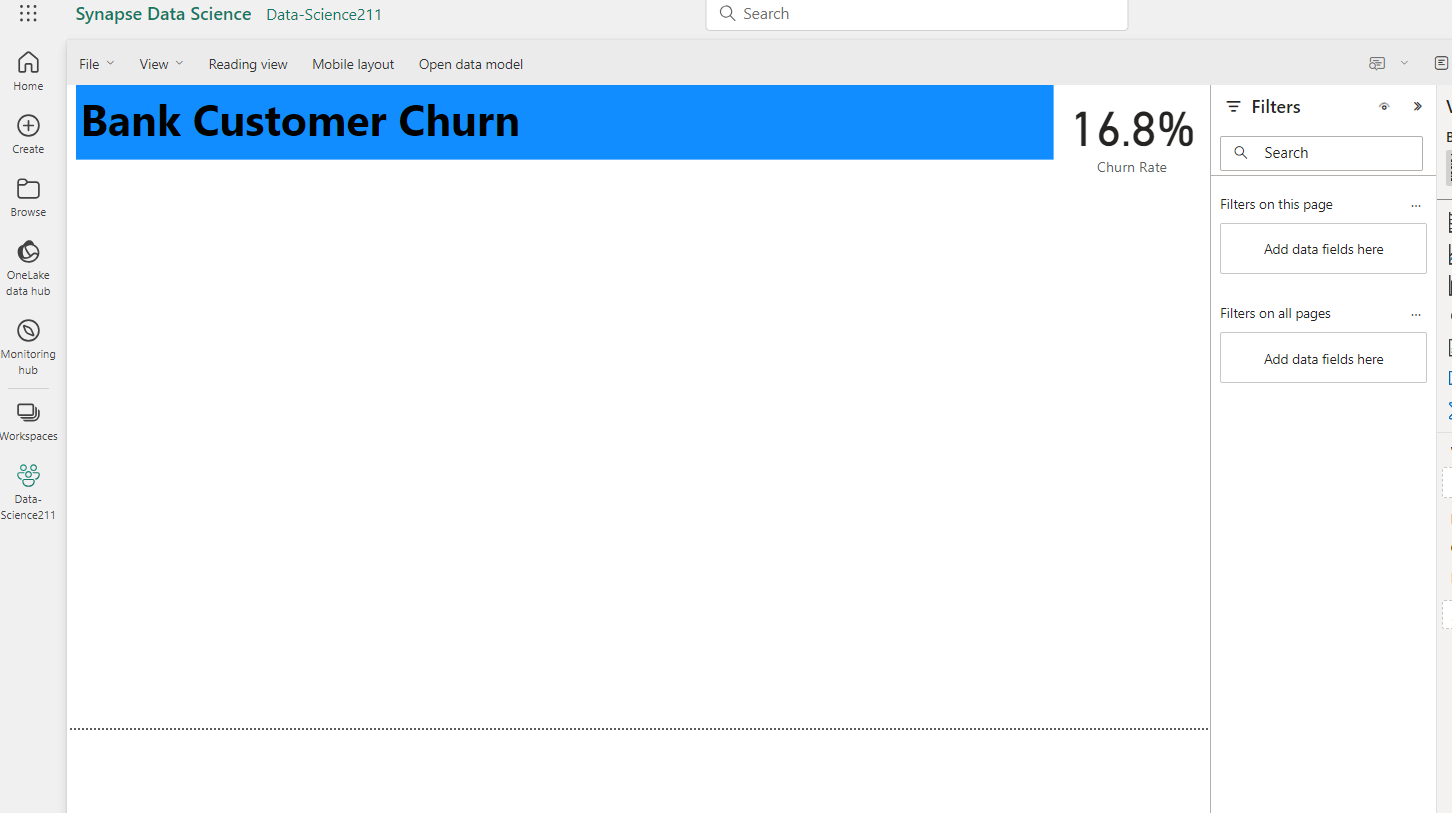 Synapse Data Science Data-Science211
Search
File View Reading view Mobile layout Open data model
Home
Create
Browse
OneLake
data hub
Monitoring
hub
Workspaces
Data-
Science211
Bank Customer Churn
16.8%
Churn Rate
Filters
Search
Filters on this page ...
Add data fields here
Filters on all pages ...
Add data fields here